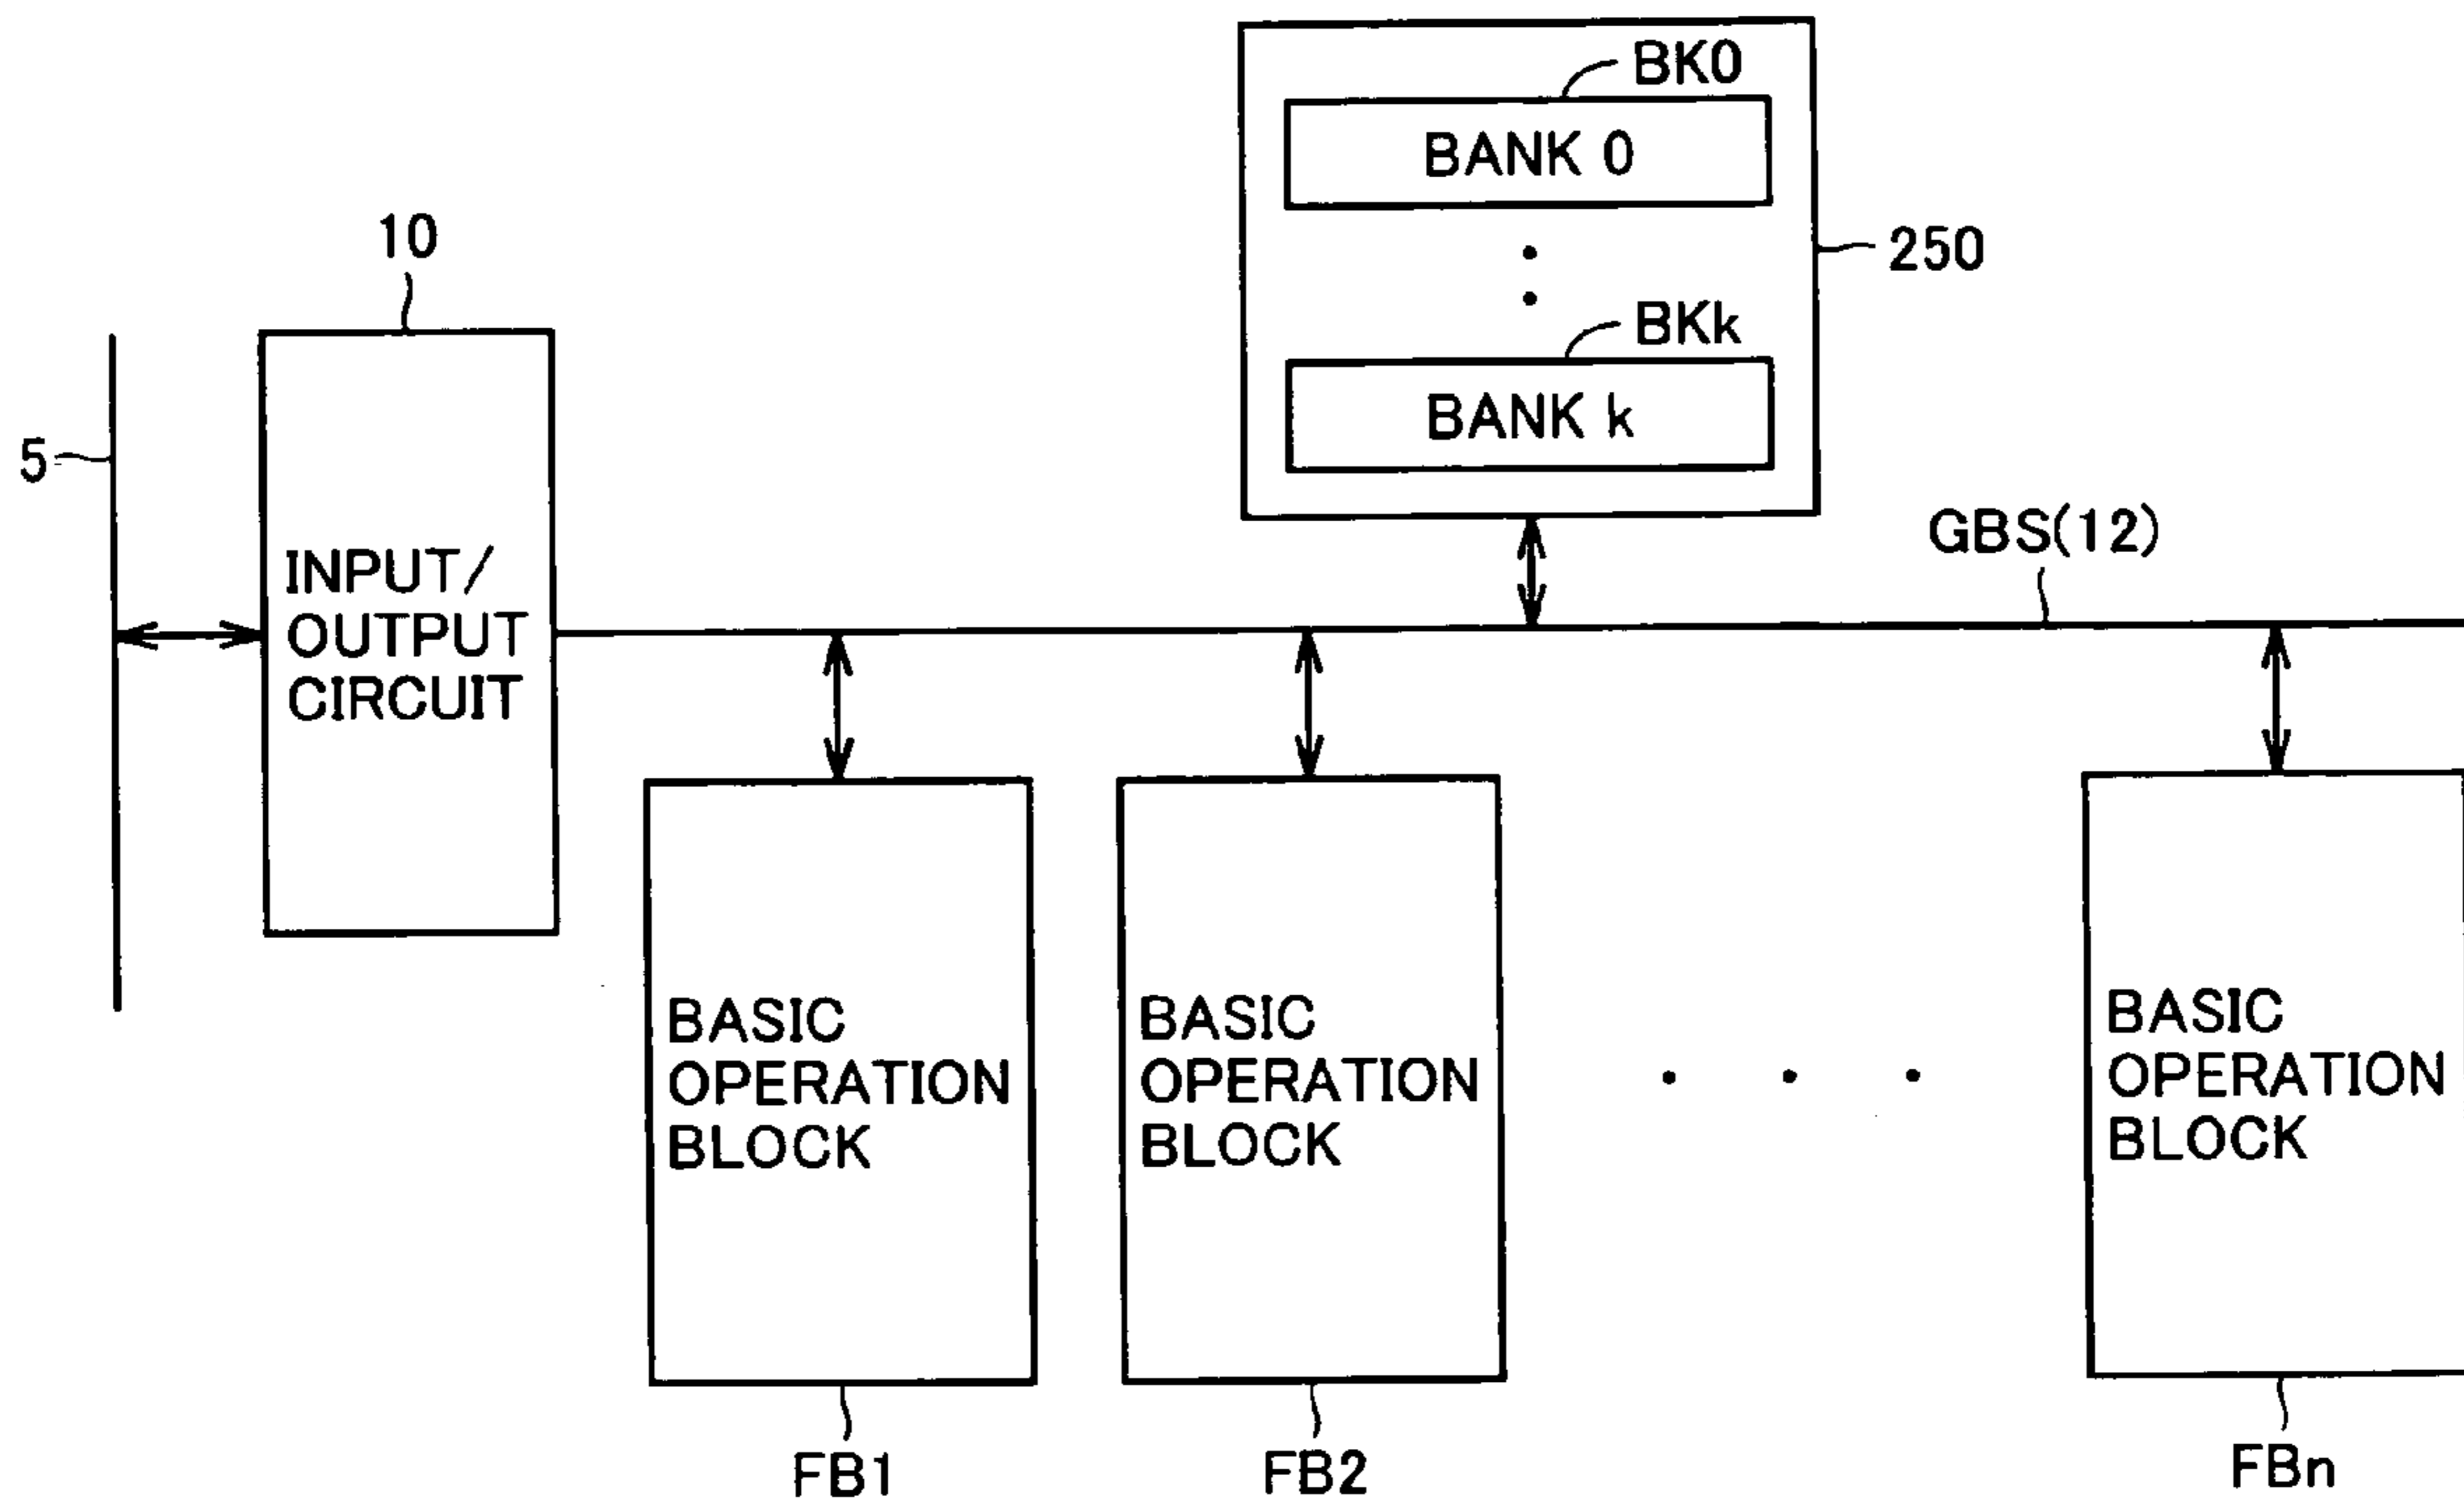 BK0
BANK 0
10
250
BKk
BANK k
5
GBS(12)
INPUT/
OUTPUT
CIRCUIT
BASIC
OPERATION
BLOCK
BASIC
OPERATION
BLOCK
BASIC
OPERATION
BLOCK
FB1
FB2
FBn